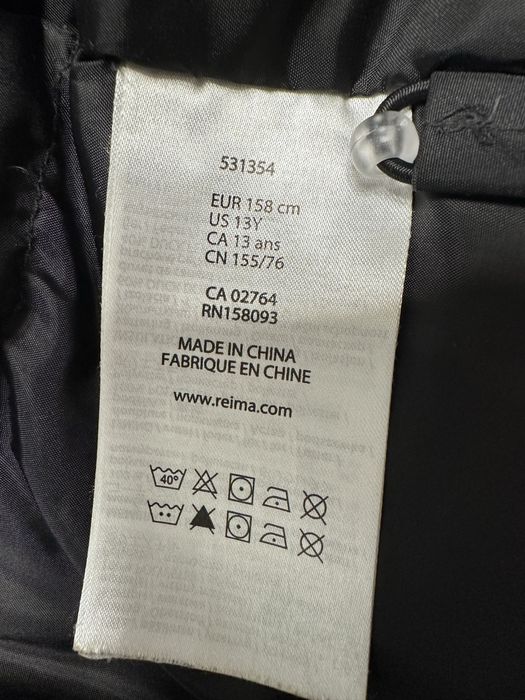 531354
EUR 158 cm
US 13Y
CA 13 ans
CN 155/76
CA 02764
RN158093
MADE IN CHINA
FABRIQUE EN CHINE
www.reima.com
40°